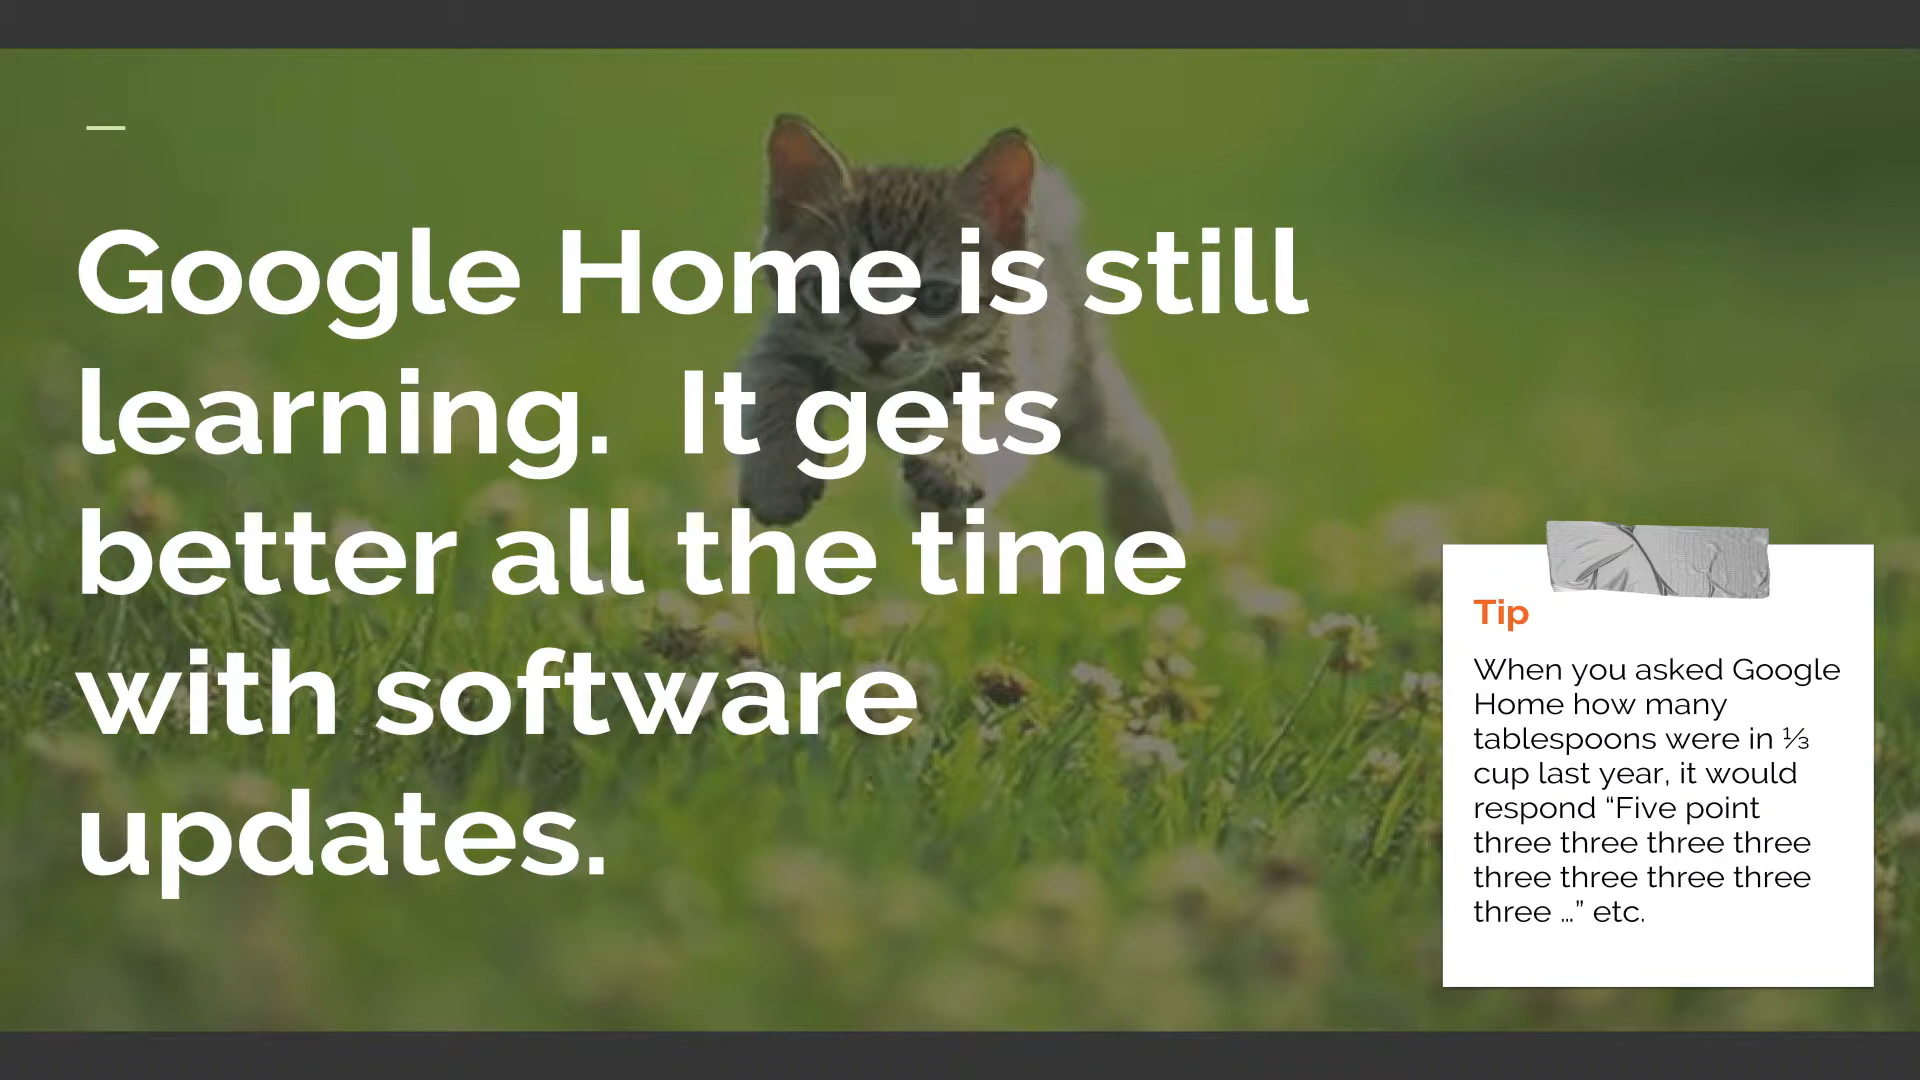 Google Home is still
learning.  It gets
better all the time
with software
updates.
Tip
When you asked Google
Home how many
tablespoons were in ⅓
cup last year, it would
respond “Five point
three three three three
three three three three
three ...” etc.